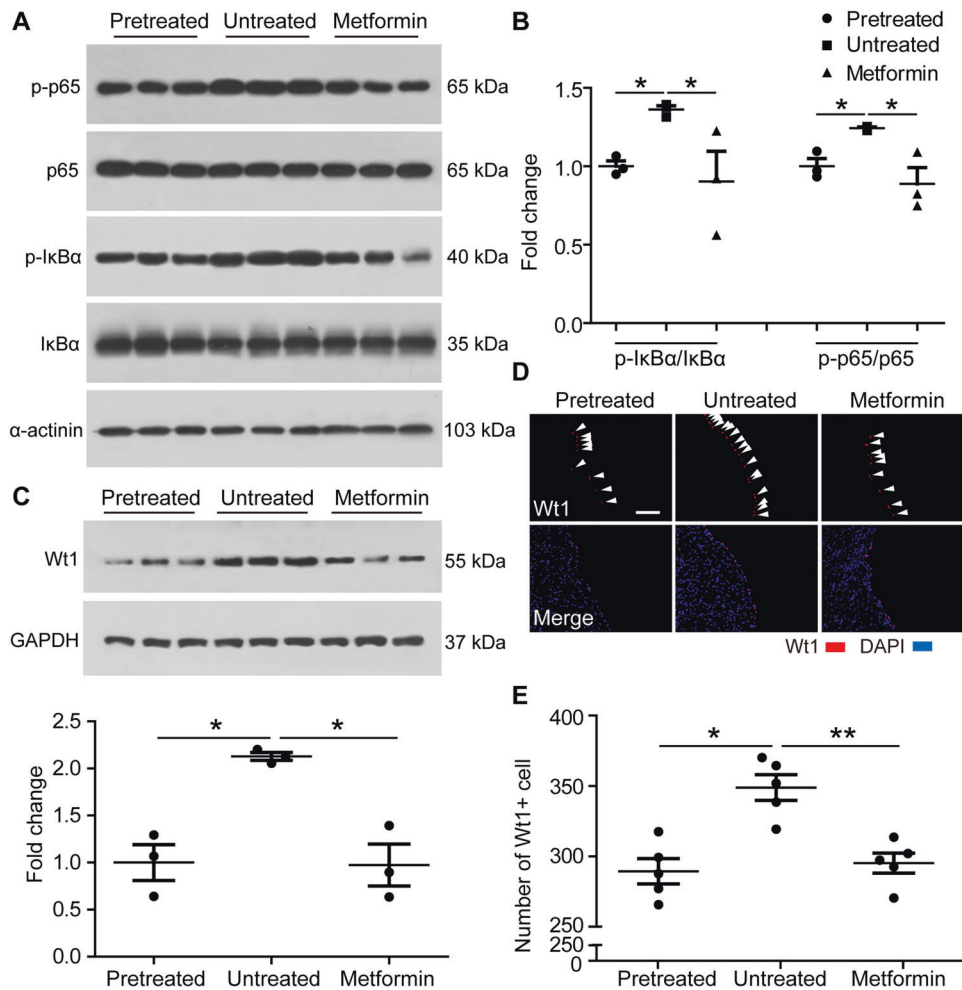 A
Pretreated Untreated Metformin
p-p65 65 kDa
p65 65 kDa
p-IκBα 40 kDa
IκBα 35 kDa
α-actinin 103 kDa
B
Pretreated
Untreated
Metformin
* * * *
1.5
1.0
0.5
0.0
Fold change
p-IκBα/IκBα p-p65/p65
C
Pretreated Untreated Metformin
Wt1 55 kDa
GAPDH 37 kDa
* *
2.5
2.0
1.5
1.0
0.5
0.0
Fold change
Pretreated Untreated Metformin
D
Pretreated Untreated Metformin
Wt1
Merge
Wt1 DAPI
E
* **
400
350
300
250
250
0
Number of Wt1+ cell
Pretreated Untreated Metformin